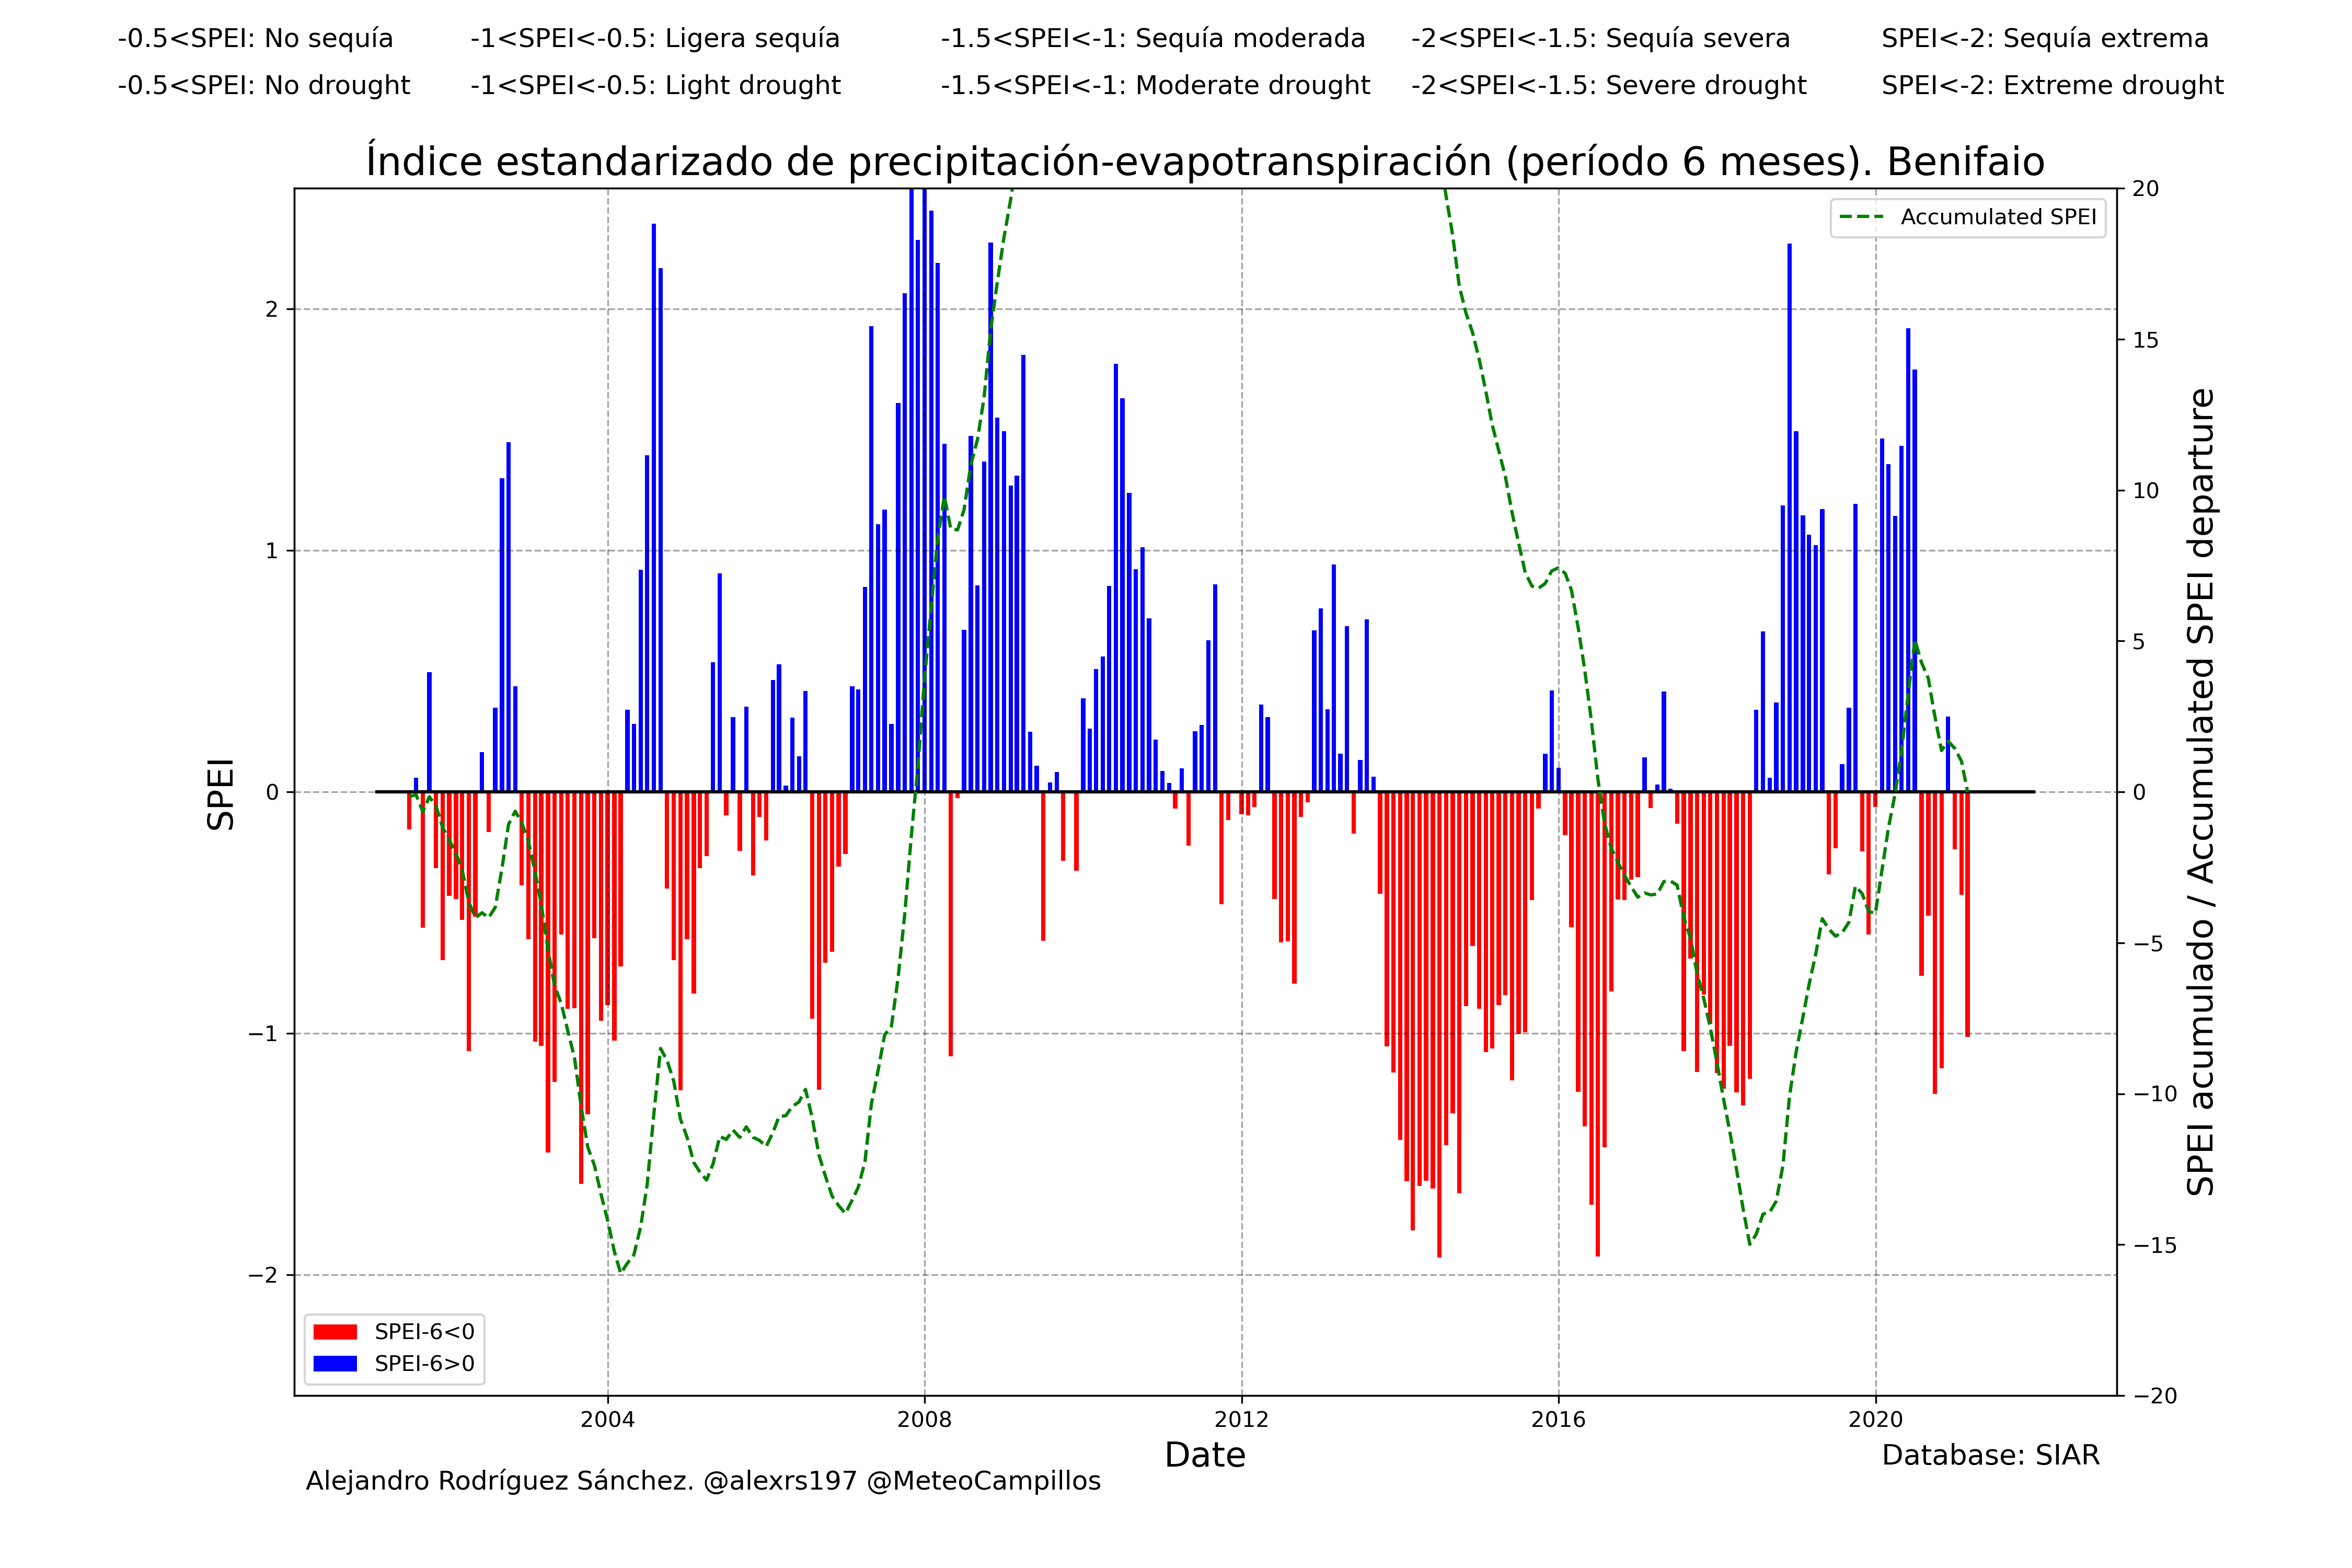 -0.5<SPEI: No sequía -1<SPEI<-0.5: Ligera sequía -1.5<SPEI<-1: Sequía moderada -2<SPEI<-1.5: Sequía severa SPEI<-2: Sequía extrema
-0.5<SPEI: No drought -1<SPEI<-0.5: Light drought -1.5<SPEI<-1: Moderate drought -2<SPEI<-1.5: Severe drought SPEI<-2: Extreme drought
Índice estandarizado de precipitación-evapotranspiración (período 6 meses). Benifaio
Accumulated SPEI
2
1
0
−1
−2
SPEI
20
15
10
5
0
−5
−10
−15
−20
SPEI acumulado / Accumulated SPEI departure
SPEI-6<0
SPEI-6>0
2004 2008 2012 2016 2020
Date
Database: SIAR
Alejandro Rodríguez Sánchez. @alexrs197 @MeteoCampillos